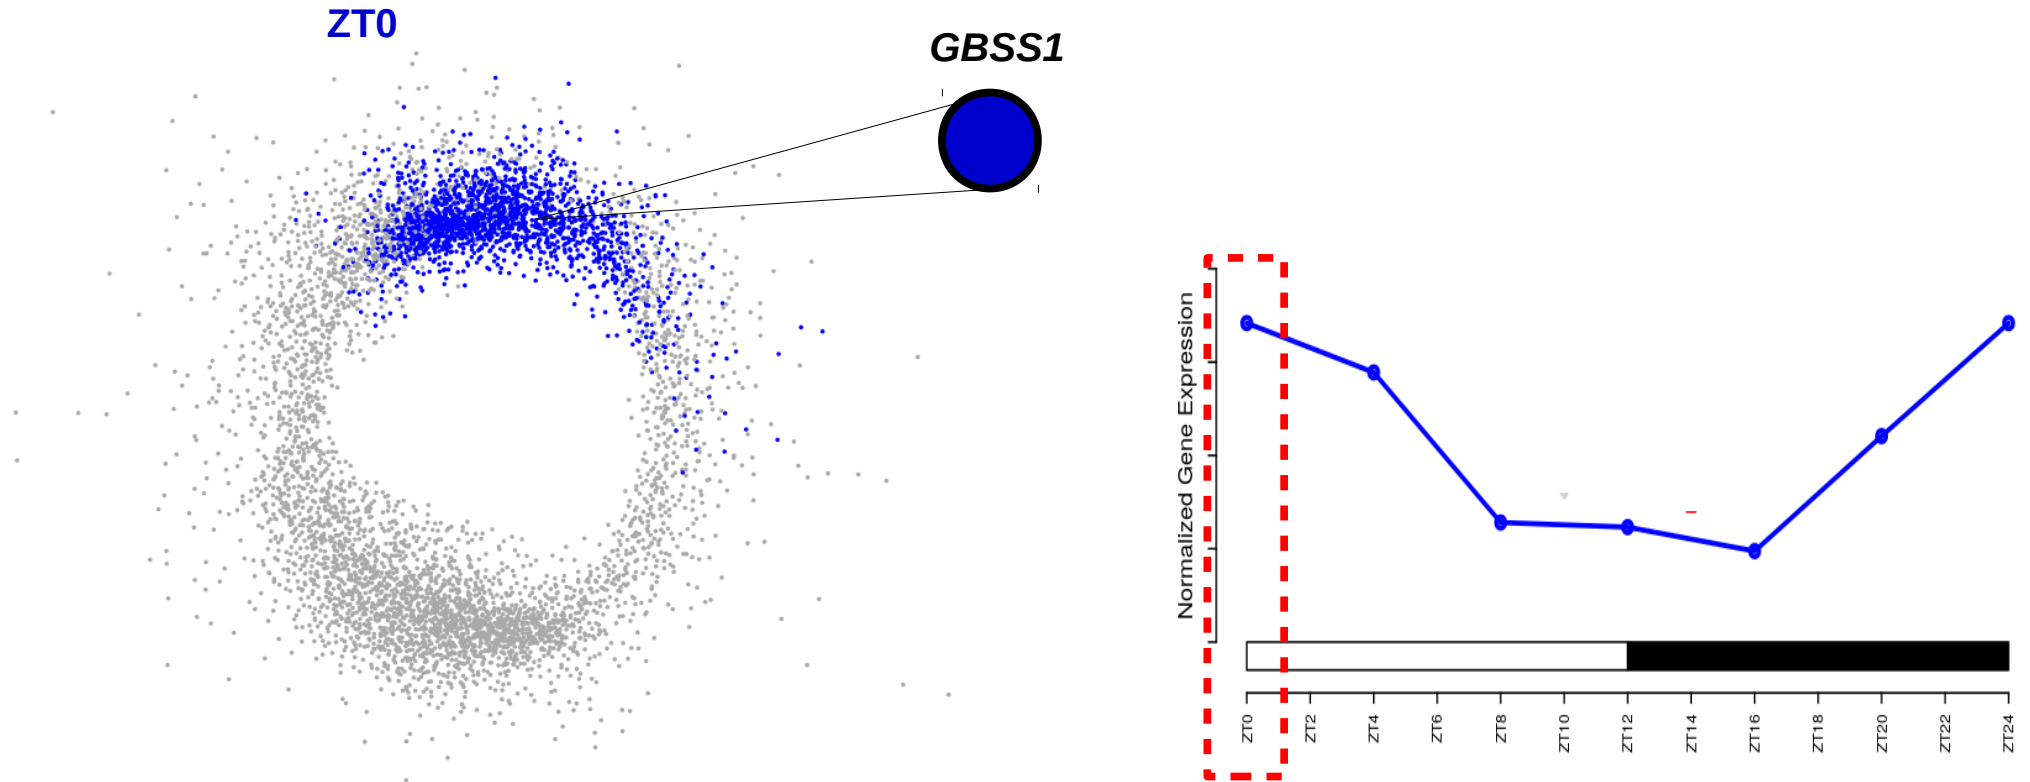 ZT0
GBSS1
Normalized Gene Expression
ZT0
ZT2
ZT4
ZT6
ZT8
ZT10
ZT12
ZT14
ZT16
ZT18
ZT20
ZT22
ZT24